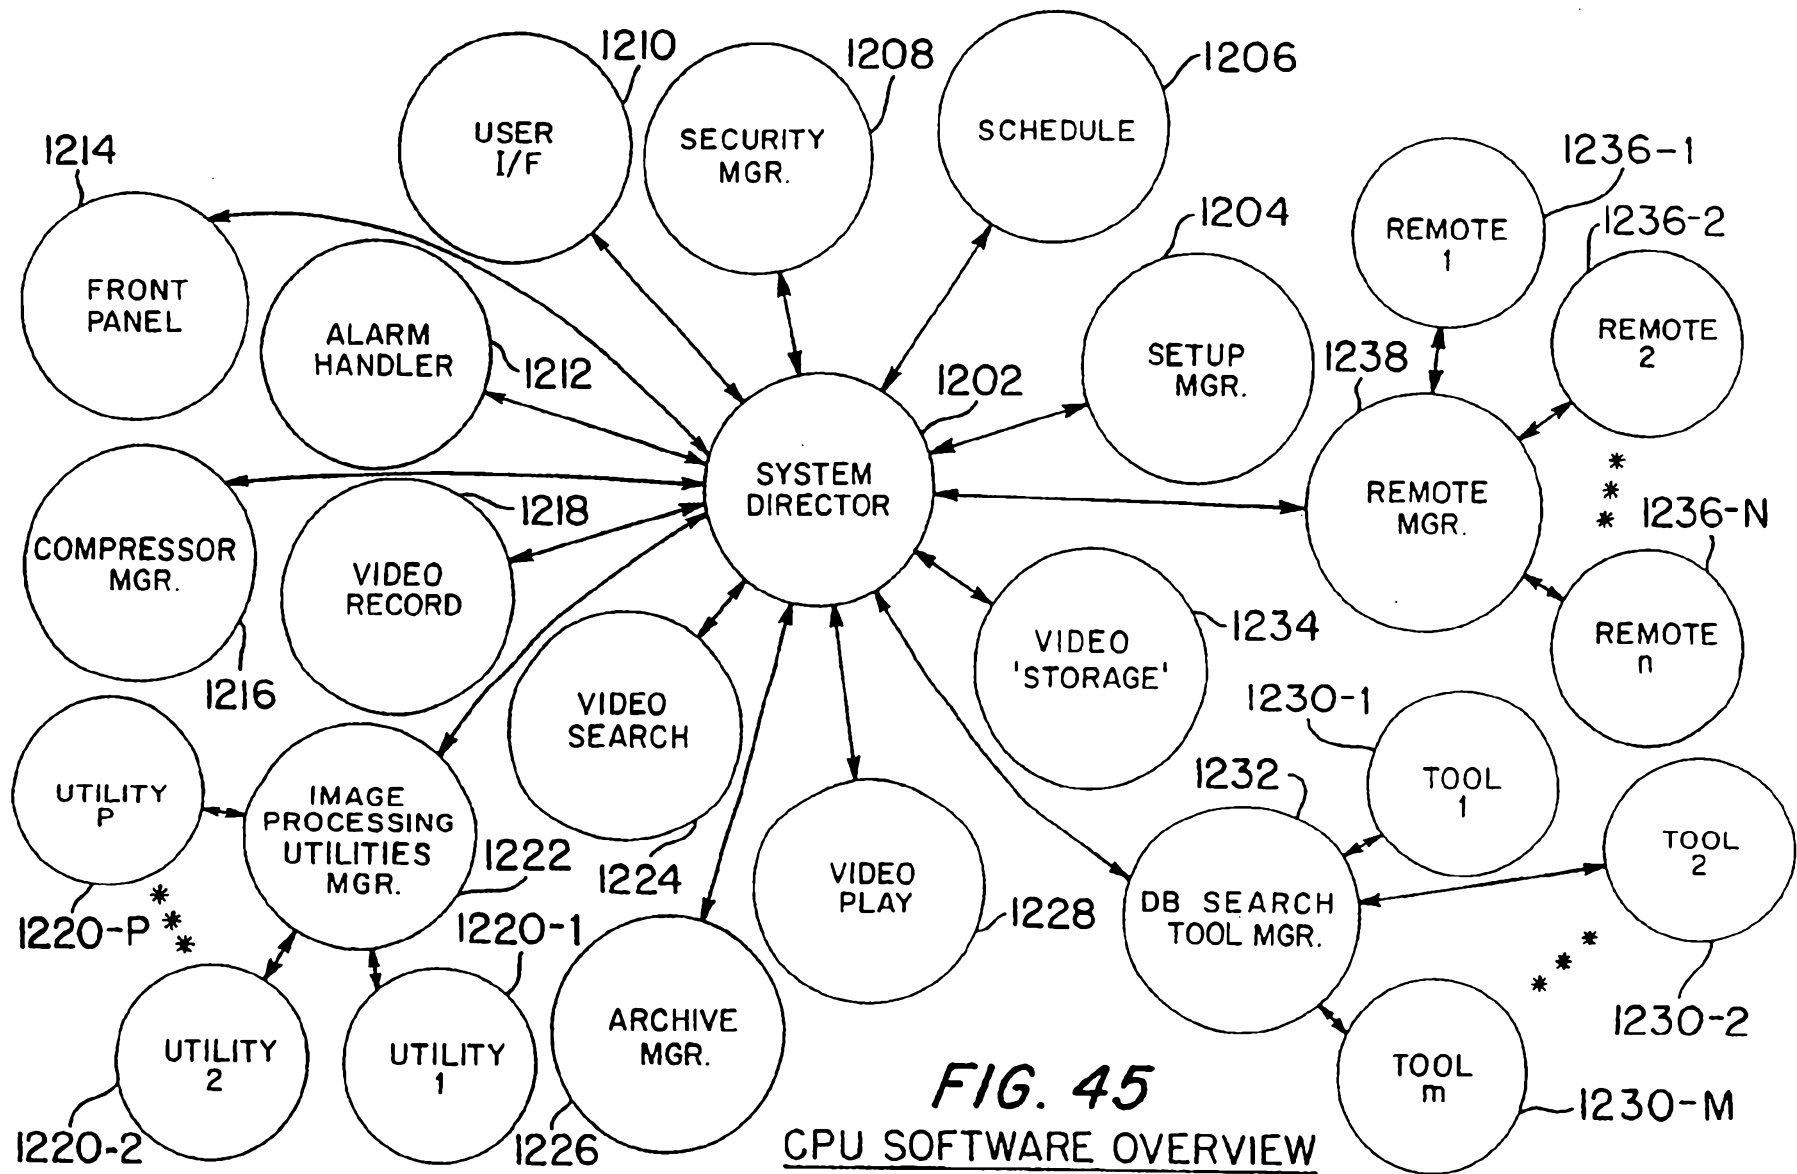 1210
1208
1206
USER
I/F
SECURITY
MGR.
SCHEDULE
1214
1236-1
1204
1236-2
REMOTE
1
FRONT
PANEL
ALARM
HANDLER
1212
SETUP
MGR.
1238
REMOTE
2
1202
SYSTEM
DIRECTOR
REMOTE
MGR.
*
*
*
1236-N
1218
COMPRESSOR
MGR.
VIDEO
RECORD
1234
VIDEO
'STORAGE'
REMOTE
n
1216
VIDEO
SEARCH
1230-1
1232
TOOL
1
UTILITY
P
IMAGE
PROCESSING
UTILITIES
MGR.
1222
1224
VIDEO
PLAY
1228
DB SEARCH
TOOL MGR.
TOOL
2
1220-P
*
*
*
1220-1
*
*
*
1230-2
UTILITY
2
UTILITY
1
ARCHIVE
MGR.
TOOL
m
1230-M
1220-2
1226
FIG. 45
CPU SOFTWARE OVERVIEW